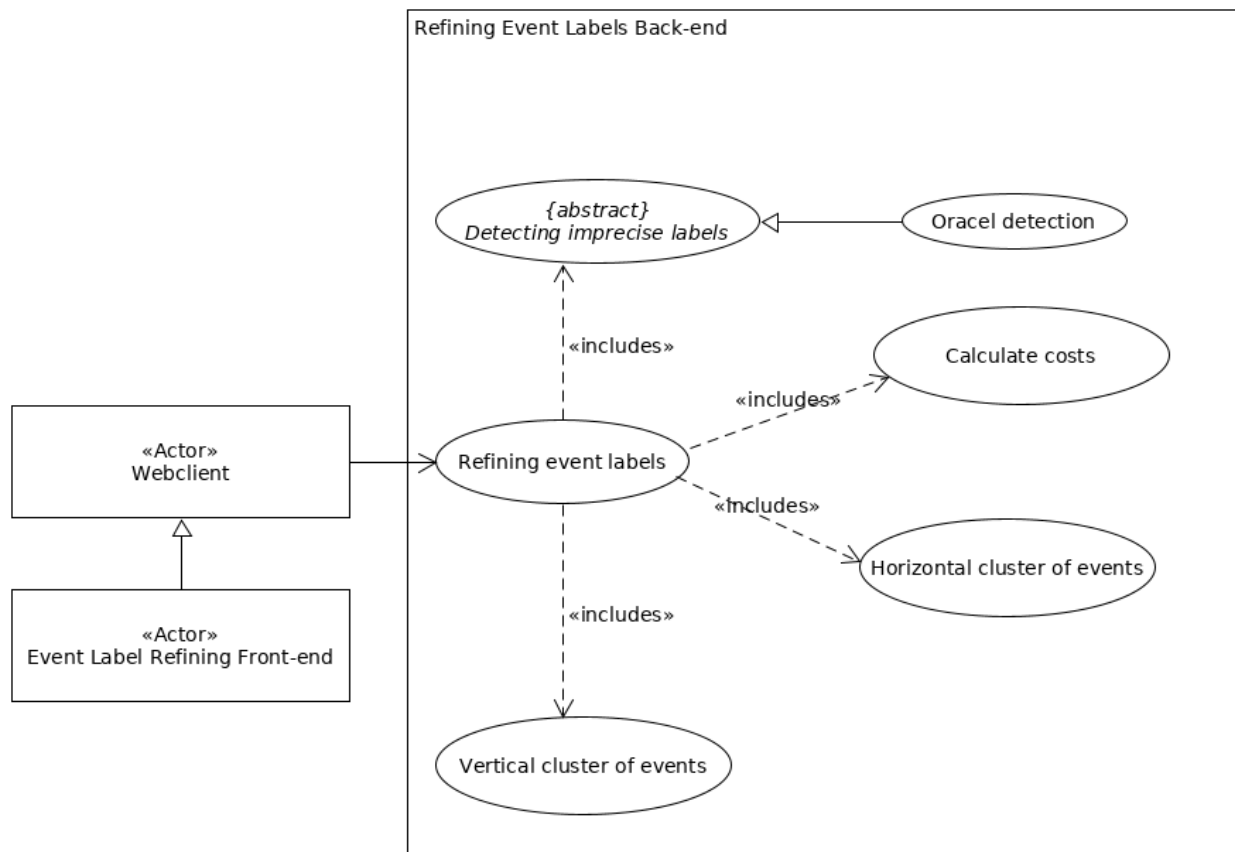 Refining Event Labels Back-end
{abstract}
Detecting imprecise labels
Oracel detection
«includes»
Calculate costs
«includes»
«Actor»
Webclient
Refining event labels
«includes»
Horizontal cluster of events
«includes»
«Actor»
Event Label Refining Front-end
Vertical cluster of events